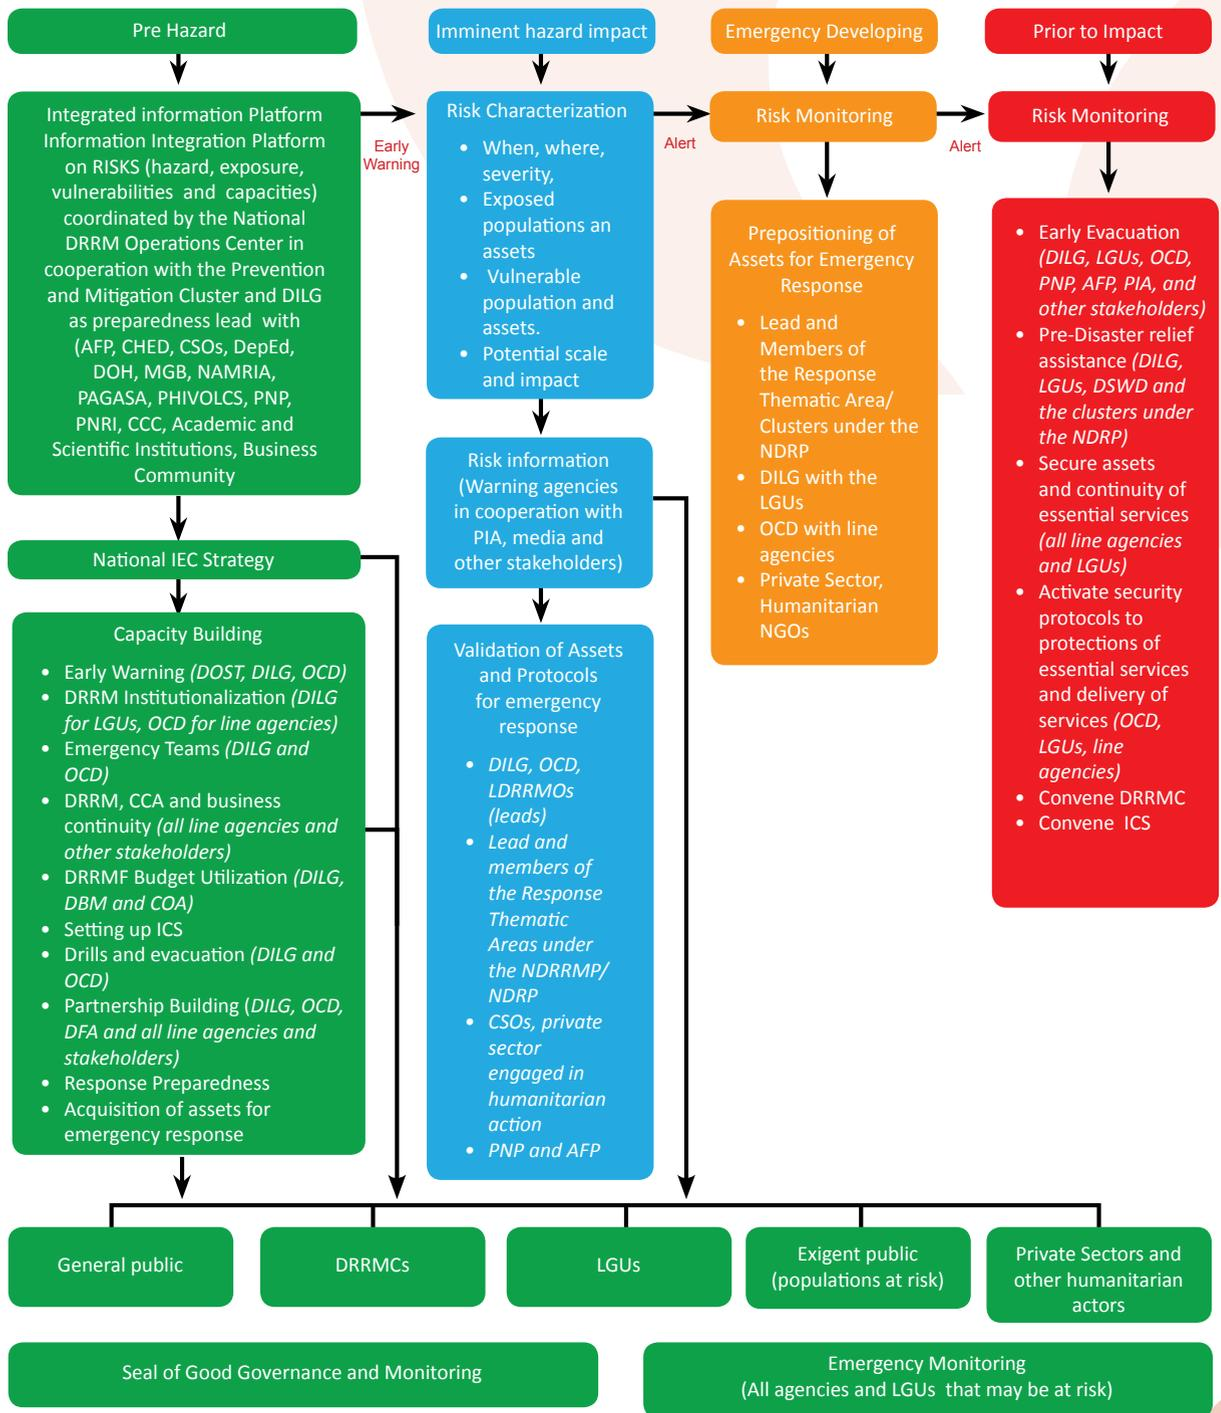 Pre Hazard
Imminent hazard impact
Emergency Developing
Prior to Impact
Integrated information Platform
Information Integration Platform
on RISKS (hazard, exposure,
vulnerabilities and capacities)
coordinated by the National
DRRM Operations Center in
cooperation with the Prevention
and Mitigation Cluster and DILG
as preparedness lead with
(AFP, CHED, CSOs, DepEd,
DOH, MGB, NAMRIA,
PAGASA, PHIVOLCS, PNP,
PNRI, CCC, Academic and
Scientific Institutions, Business
Community
Early
Warning
Risk Characterization
• When, where,
severity,
• Exposed
populations an
assets
• Vulnerable
population and
assets.
• Potential scale
and impact
Alert
Risk Monitoring
Alert
Risk Monitoring
National IEC Strategy
Capacity Building
• Early Warning (DOST, DILG, OCD)
• DRRM Institutionalization (DILG
for LGUs, OCD for line agencies)
• Emergency Teams (DILG and
OCD)
• DRRM, CCA and business
continuity (all line agencies and
other stakeholders)
• DRRMF Budget Utilization (DILG,
DBM and COA)
• Setting up ICS
• Drills and evacuation (DILG and
OCD)
• Partnership Building (DILG, OCD,
DFA and all line agencies and
stakeholders)
• Response Preparedness
• Acquisition of assets for
emergency response
Risk information
(Warning agencies
in cooperation with
PIA, media and
other stakeholders)
Validation of Assets
and Protocols
for emergency
response
• DILG, OCD,
LDRRMOs
(leads)
• Lead and
members of
the Response
Thematic
Areas under
the NDRRMP/
NDRP
• CSOs, private
sector
engaged in
humanitarian
action
• PNP and AFP
Prepositioning of
Assets for Emergency
Response
• Lead and
Members of
the Response
Thematic Area/
Clusters under the
NDRP
• DILG with the
LGUs
• OCD with line
agencies
• Private Sector,
Humanitarian
NGOs
• Early Evacuation
(DILG, LGUs, OCD,
PNP, AFP, PIA, and
other stakeholders)
• Pre-Disaster relief
assistance (DILG,
LGUs, DSWD and
the clusters under
the NDRP)
• Secure assets
and continuity of
essential services
(all line agencies
and LGUs)
• Activate security
protocols to
protections of
essential services
and delivery of
services (OCD,
LGUs, line
agencies)
• Convene DRRMC
• Convene ICS
General public
DRRMCs
LGUs
Exigent public
(populations at risk)
Private Sectors and
other humanitarian
actors
Seal of Good Governance and Monitoring
Emergency Monitoring
(All agencies and LGUs that may be at risk)